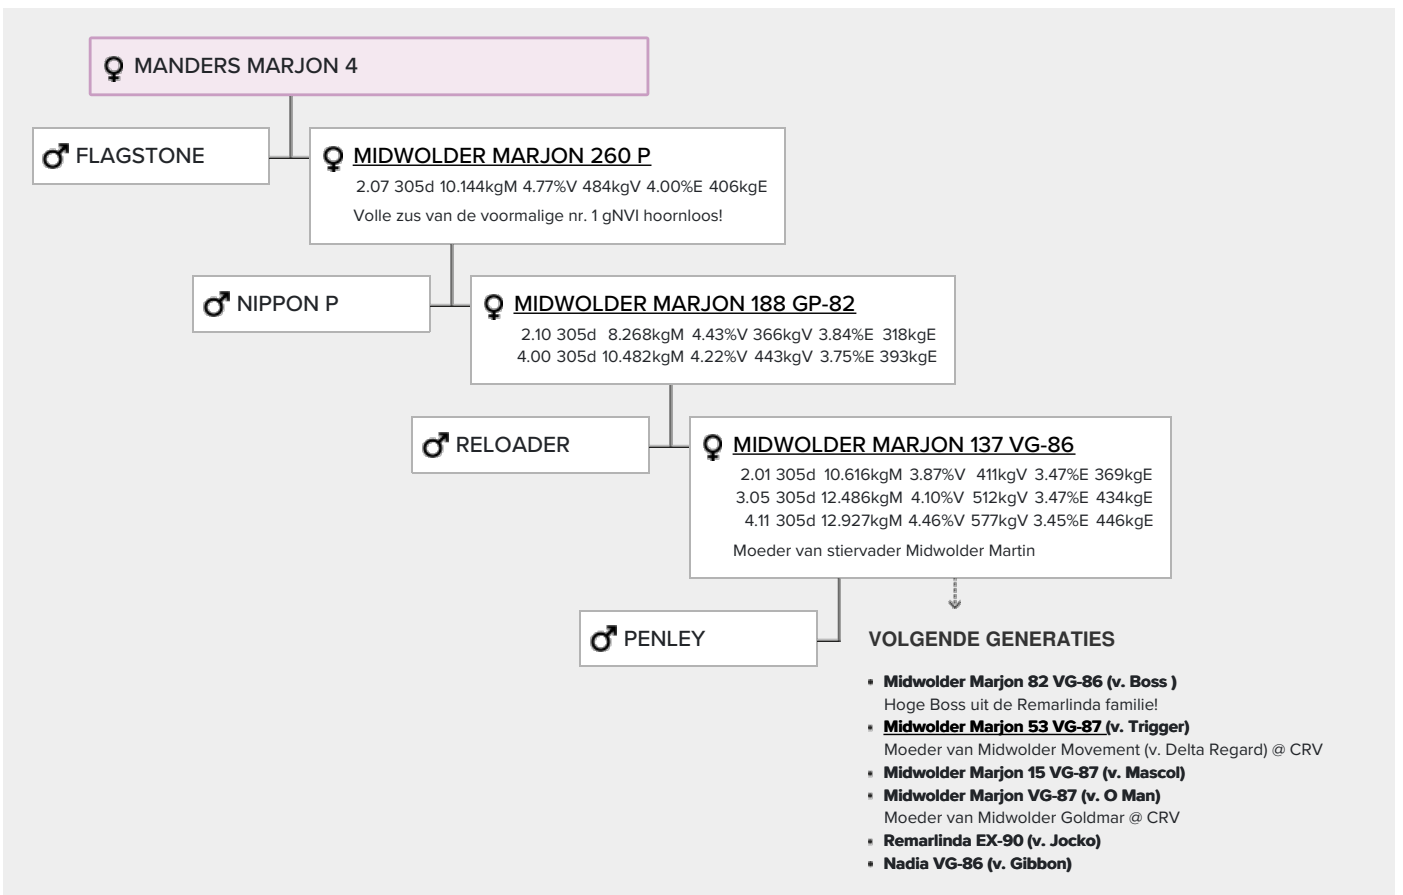 MANDERS MARJON 4
FLAGSTONE
MIDWOLDER MARJON 260 P
2.07 305d 10.144kgM 4.77%V 484kgV 4.00%E 406kgE
Volle zus van de voormalige nr. 1 gNVI hoornloos!
NIPPON P
MIDWOLDER MARJON 188 GP-82
2.10 305d 8.268kgM 4.43%V 366kgV 3.84%E 318kgE
4.00 305d 10.482kgM 4.22%V 443kgV 3.75%E 393kgE
RELOADER
MIDWOLDER MARJON 137 VG-86
2.01 305d 10.616kgM 3.87%V 411kgV 3.47%E 369kgE
3.05 305d 12.486kgM 4.10%V 512kgV 3.47%E 434kgE
4.11 305d 12.927kgM 4.46%V 577kgV 3.45%E 446kgE
Moeder van stiervader Midwolder Martin
PENLEY
VOLGENDE GENERATIES
Midwolder Marjon 82 VG-86 (v. Boss )
Hoge Boss uit de Remarlinda familie!
Midwolder Marjon 53 VG-87 (v. Trigger)
Moeder van Midwolder Movement (v. Delta Regard) @ CRV
Midwolder Marjon 15 VG-87 (v. Mascol)
Midwolder Marjon VG-87 (v. O Man)
Moeder van Midwolder Goldmar @ CRV
Remarlinda EX-90 (v. Jocko)
Nadia VG-86 (v. Gibbon)